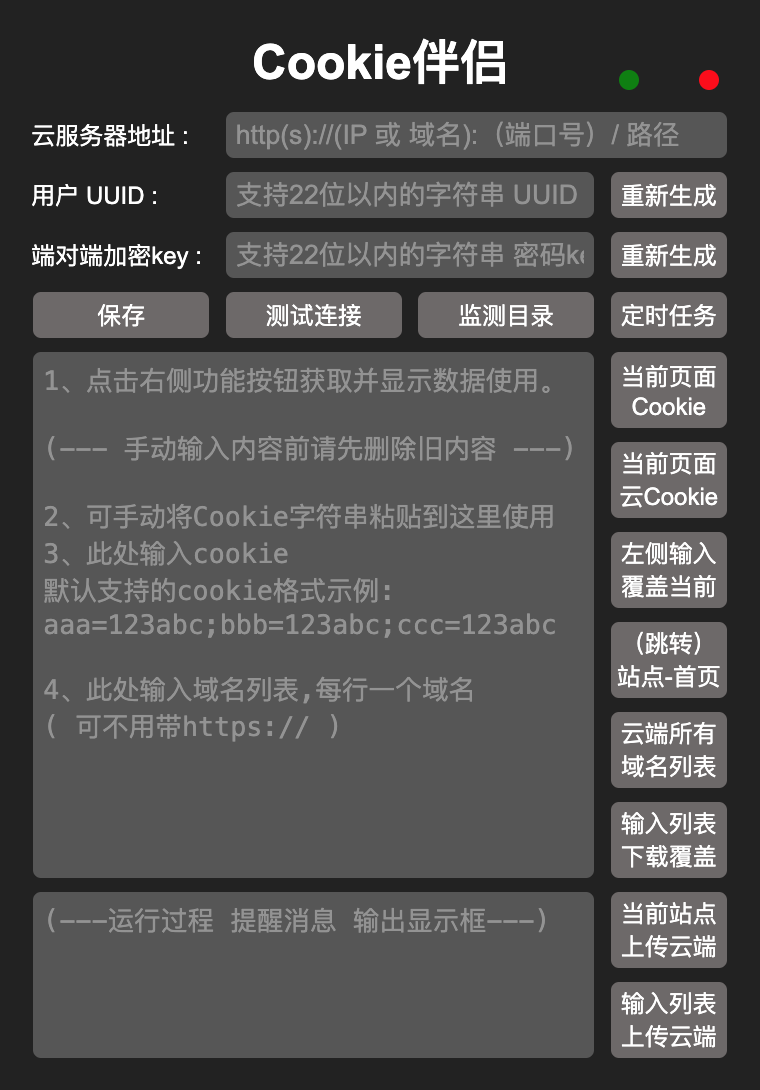 Cookie伴侣
云服务器地址 :
http(s)://(IP 或 域名):（端口号）/ 路径
用户 UUID :
支持22位以内的字符串 UUID
重新生成
端对端加密key :
支持22位以内的字符串 密码ke
重新生成
保存
测试连接
监测目录
定时任务
1、点击右侧功能按钮获取并显示数据使用。
(--- 手动输入内容前请先删除旧内容 ---)
2、可手动将Cookie字符串粘贴到这里使用
3、此处输入cookie
默认支持的cookie格式示例:
aaa=123abc;bbb=123abc;ccc=123abc
4、此处输入域名列表,每行一个域名
( 可不用带https:// )
当前页面
Cookie
当前页面
云Cookie
左侧输入
覆盖当前
（跳转）
站点-首页
云端所有
域名列表
输入列表
下载覆盖
(---运行过程 提醒消息 输出显示框---)
当前站点
上传云端
输入列表
上传云端